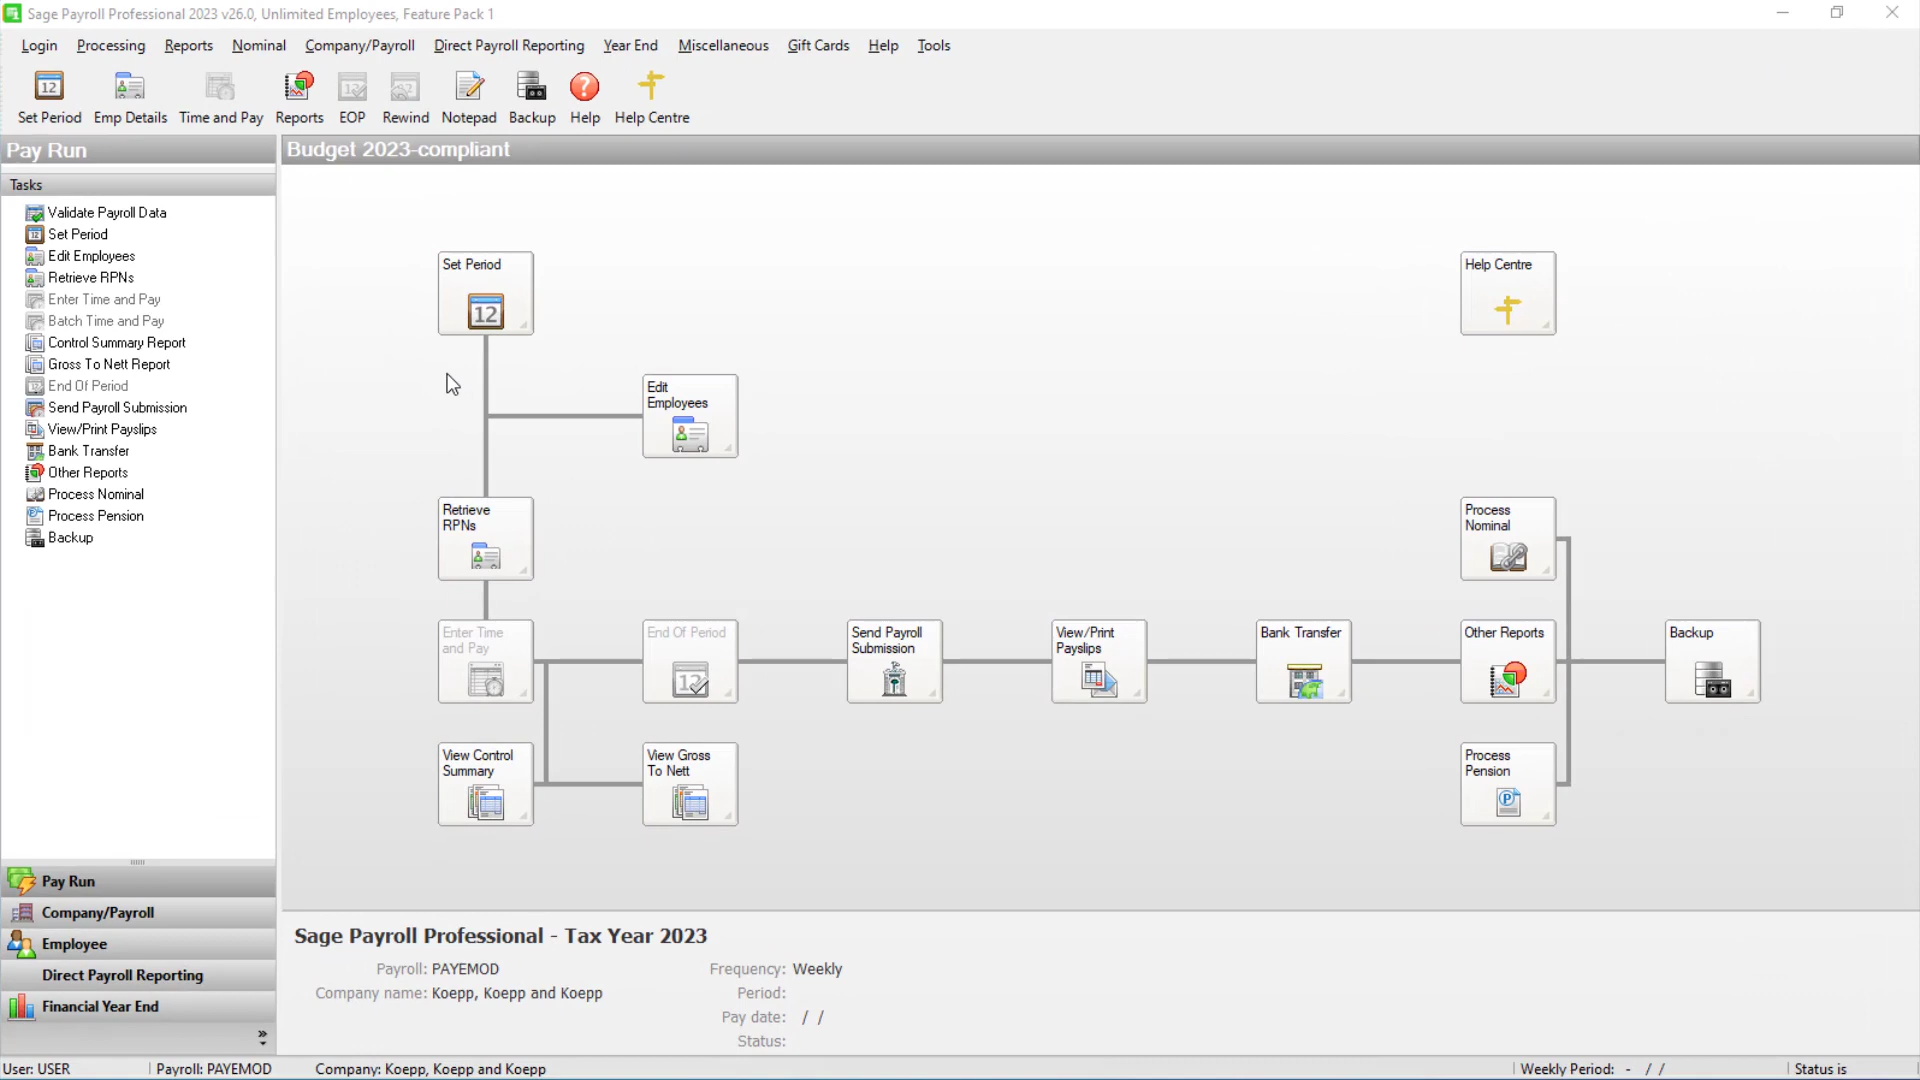 Sage Payroll Professional 2023 v26.0, Unlimited Employees, Feature Pack 1
Login Processing Reports Nominal Company/Payroll Direct Payroll Reporting Year End Miscellaneous Gift Cards Help Tools
12
Set Period Emp Details Time and Pay Reports EOP Rewind Notepad Backup Help Help Centre
Pay Run
Tasks
Validate Payroll Data
Set Period
Edit Employees
Retrieve RPNs
Enter Time and Pay
Batch Time and Pay
Control Summary Report
Gross To Nett Report
End Of Period
Send Payroll Submission
View/Print Payslips
Bank Transfer
Other Reports
Process Nominal
Process Pension
Backup
Pay Run
Company/Payroll
Employee
Direct Payroll Reporting
Financial Year End
Budget 2023-compliant
Set Period
12
Help Centre
Edit
Employees
Retrieve
RPNs
Process
Nominal
Enter Time
and Pay
End Of Period
12
Send Payroll
Submission
View/Print
Payslips
Bank Transfer
Other Reports
Backup
View Control
Summary
View Gross
To Nett
Process
Pension
P
Sage Payroll Professional - Tax Year 2023
Payroll: PAYEMOD
Company name: Koepp, Koepp and Koepp
Frequency: Weekly
Period:
Pay date: / /
Status:
User: USER Payroll: PAYEMOD Company: Koepp, Koepp and Koepp Weekly Period: - / / Status is